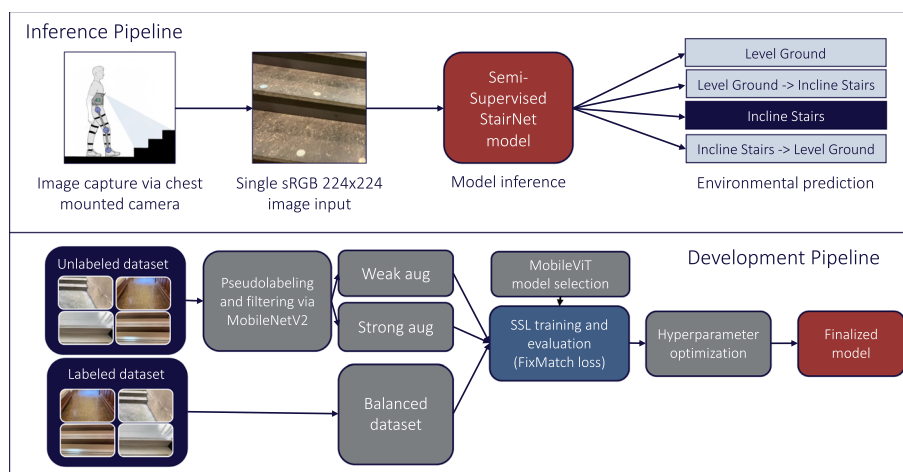 Inference Pipeline
Image capture via chest
mounted camera
Single sRGB 224x224
image input
Semi-
Supervised
StairNet
model
Model inference
Level Ground
Level Ground -> Incline Stairs
Incline Stairs
Incline Stairs -> Level Ground
Environmental prediction
Development Pipeline
Unlabeled dataset
Pseudolabeling
and filtering via
MobileNetV2
Weak aug
Strong aug
MobileViT
model selection
SSL training and
evaluation
(FixMatch loss)
Hyperparameter
optimization
Finalized
model
Labeled dataset
Balanced
dataset